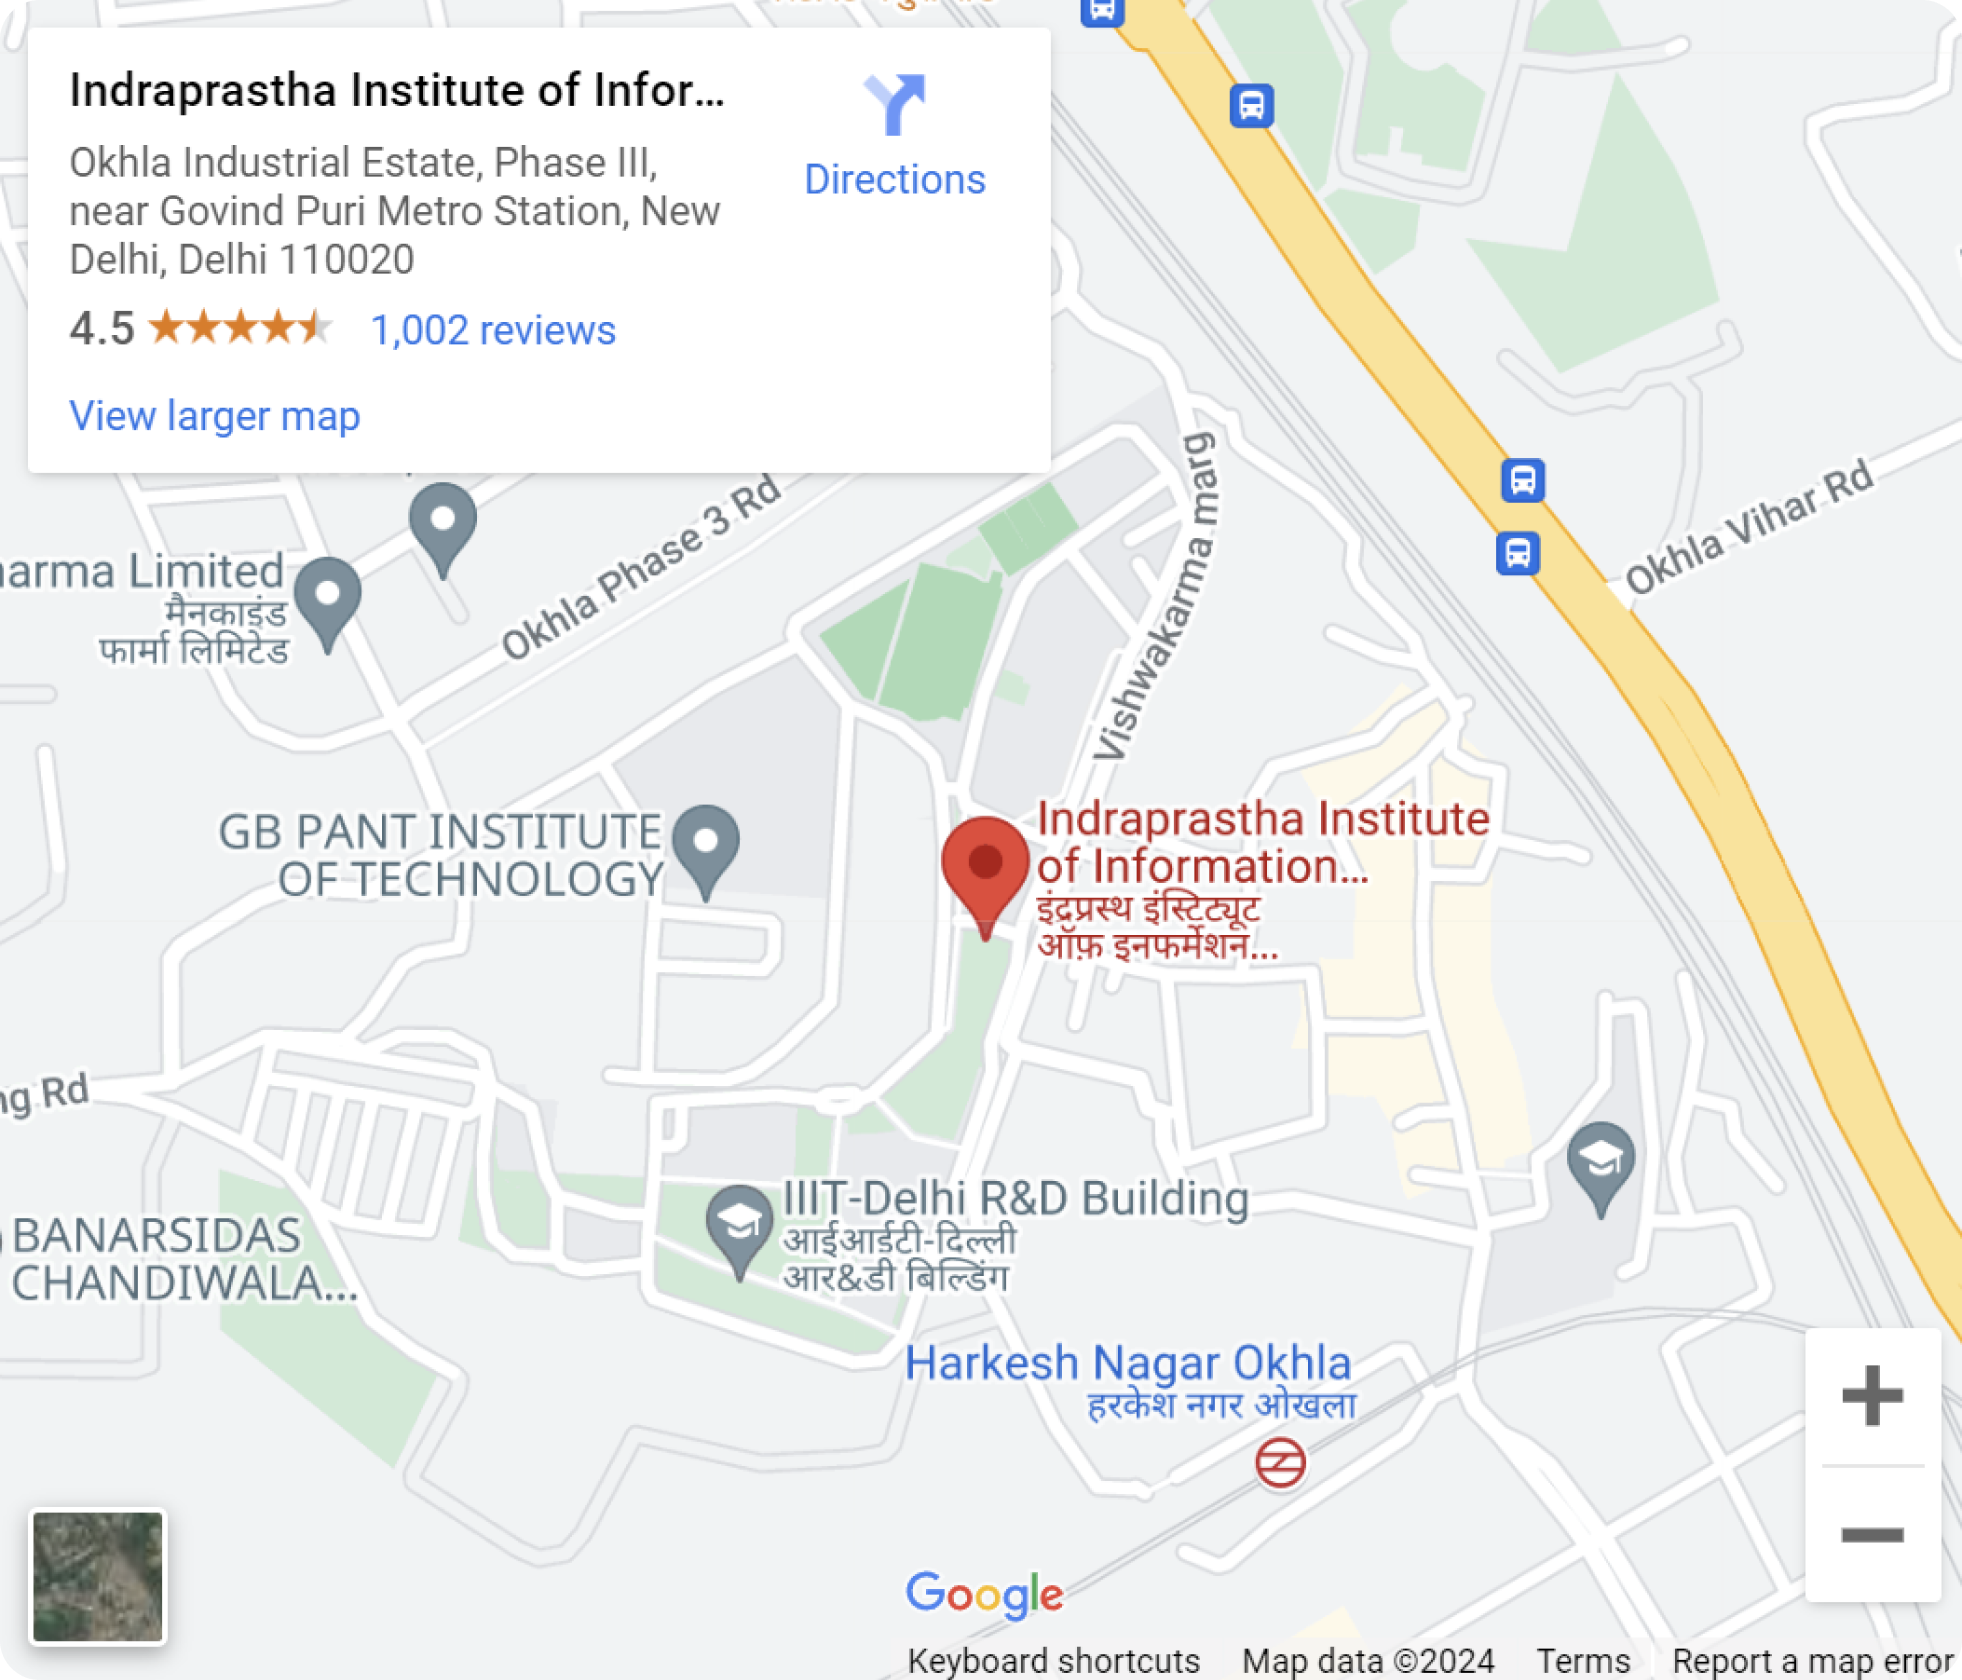 Indraprastha Institute of Infor...
Okhla Industrial Estate, Phase III,
near Govind Puri Metro Station, New
Delhi, Delhi 110020
4.5
1,002 reviews
View larger map
Directions
Okhla Phase 3 Rd
Vishwakarma marg
Okhla Vihar Rd
Limited
मैनकाइंड
फार्मा लिमिटेड
GB PANT INSTITUTE
OF TECHNOLOGY
Indraprastha Institute
of Information...
इंद्रप्रस्थ इंस्टिट्यूट
ऑफ़ इनफर्मेशन...
Rd
IIIT-Delhi R&D Building
आईआईटी-दिल्ली
आर&डी बिल्डिंग
BANARSIDAS
CHANDIWALA...
Harkesh Nagar Okhla
हरकेश नगर ओखला
Google
Keyboard shortcuts
Map data ©2024
Terms
Report a map error